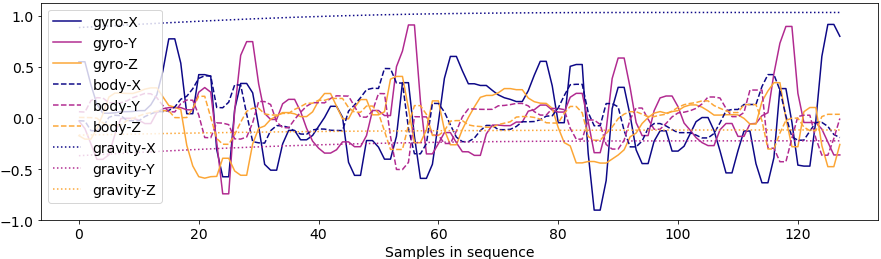 1.0
0.5
0.0
−0.5
−1.0
gyro-X
gyro-Y
gyro-Z
body-X
body-Y
body-Z
gravity-X
gravity-Y
gravity-Z
0 20 40 60 80 100 120
Samples in sequence